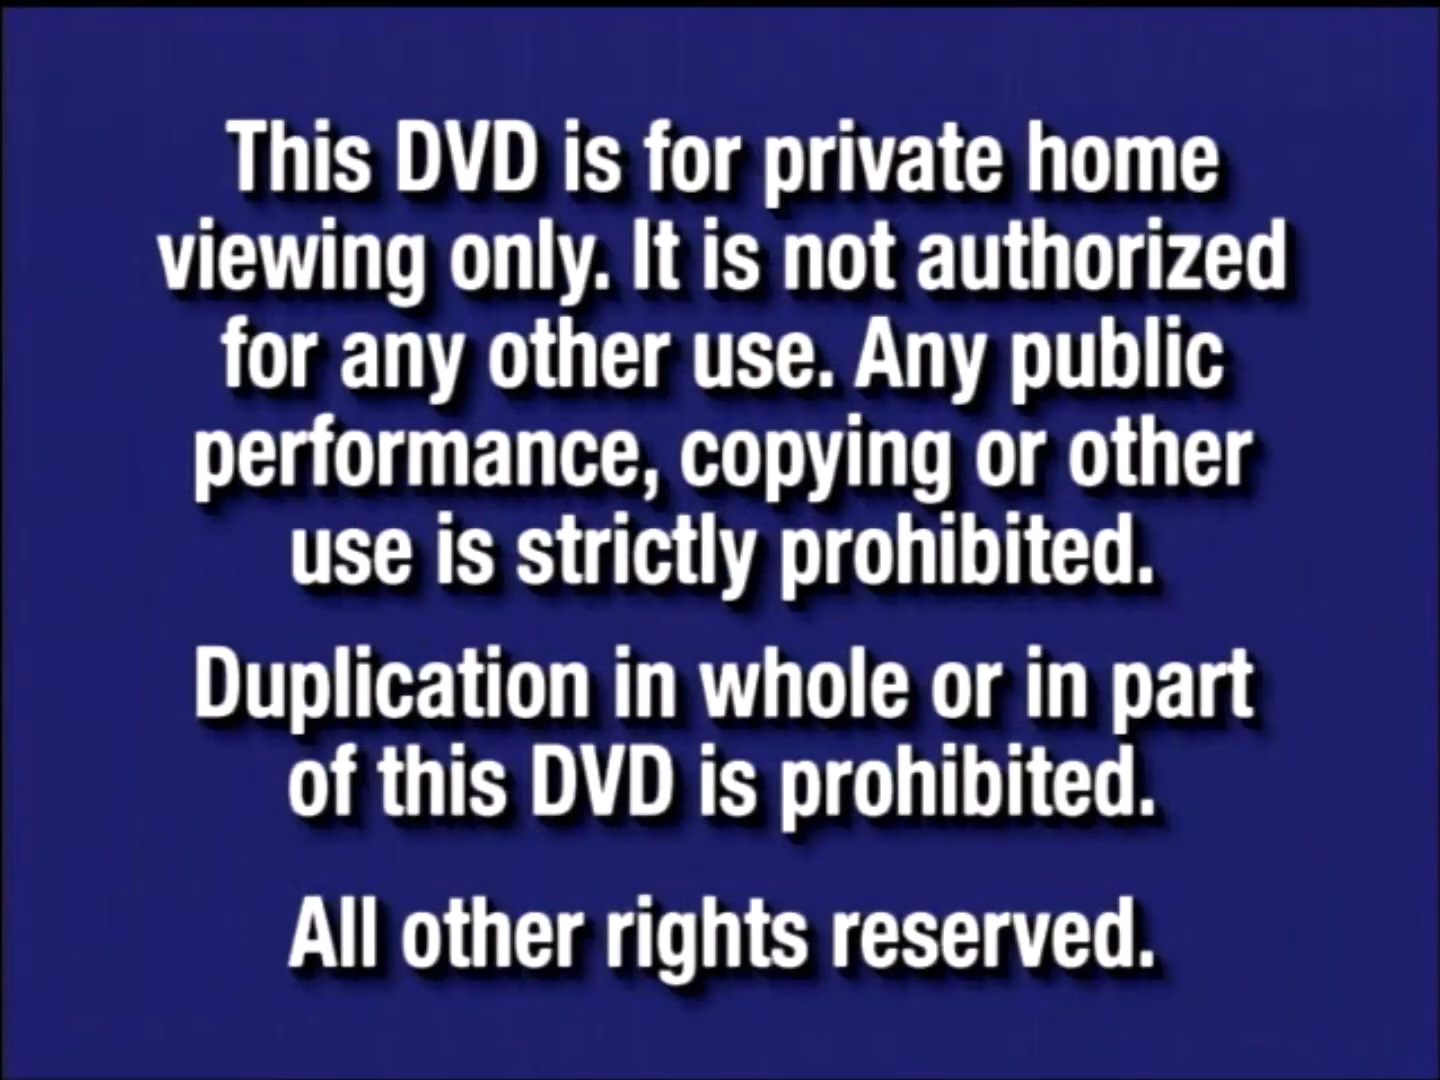 This DVD is for private home
viewing only. It is not authorized
for any other use. Any public
performance, copying or other
use is strictly prohibited.
Duplication in whole or in part
of this DVD is prohibited.
All other rights reserved.